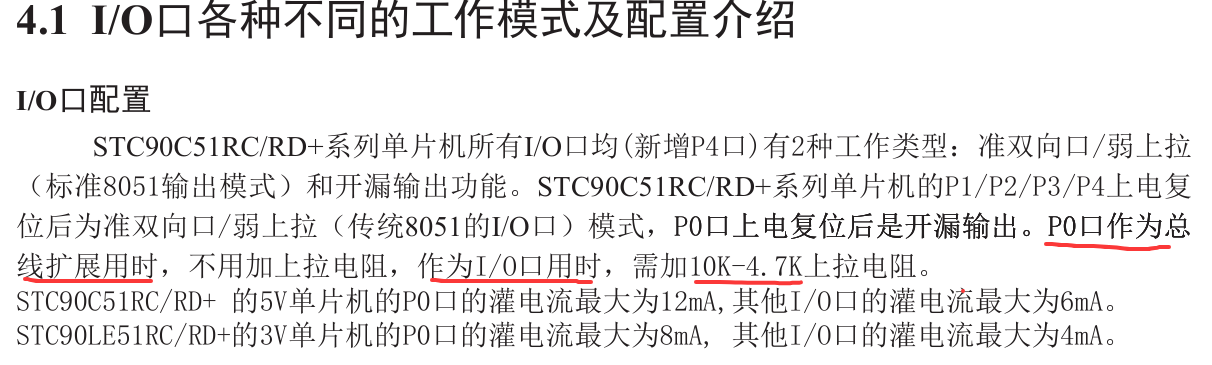 4.1 I/O口各种不同的工作模式及配置介绍
I/O口配置
STC90C51RC/RD+系列单片机所有I/O口均(新增P4口)有2种工作类型：准双向口/弱上拉
（标准8051输出模式）和开漏输出功能。STC90C51RC/RD+系列单片机的P1/P2/P3/P4上电复
位后为准双向口/弱上拉（传统8051的I/O口）模式，P0口上电复位后是开漏输出。P0口作为总
线扩展用时，不用加上拉电阻，作为I/O口用时，需加10K-4.7K上拉电阻。
STC90C51RC/RD+ 的5V单片机的P0口的灌电流最大为12mA,其他I/O口的灌电流最大为6mA。
STC90LE51RC/RD+的3V单片机的P0口的灌电流最大为8mA, 其他I/O口的灌电流最大为4mA。